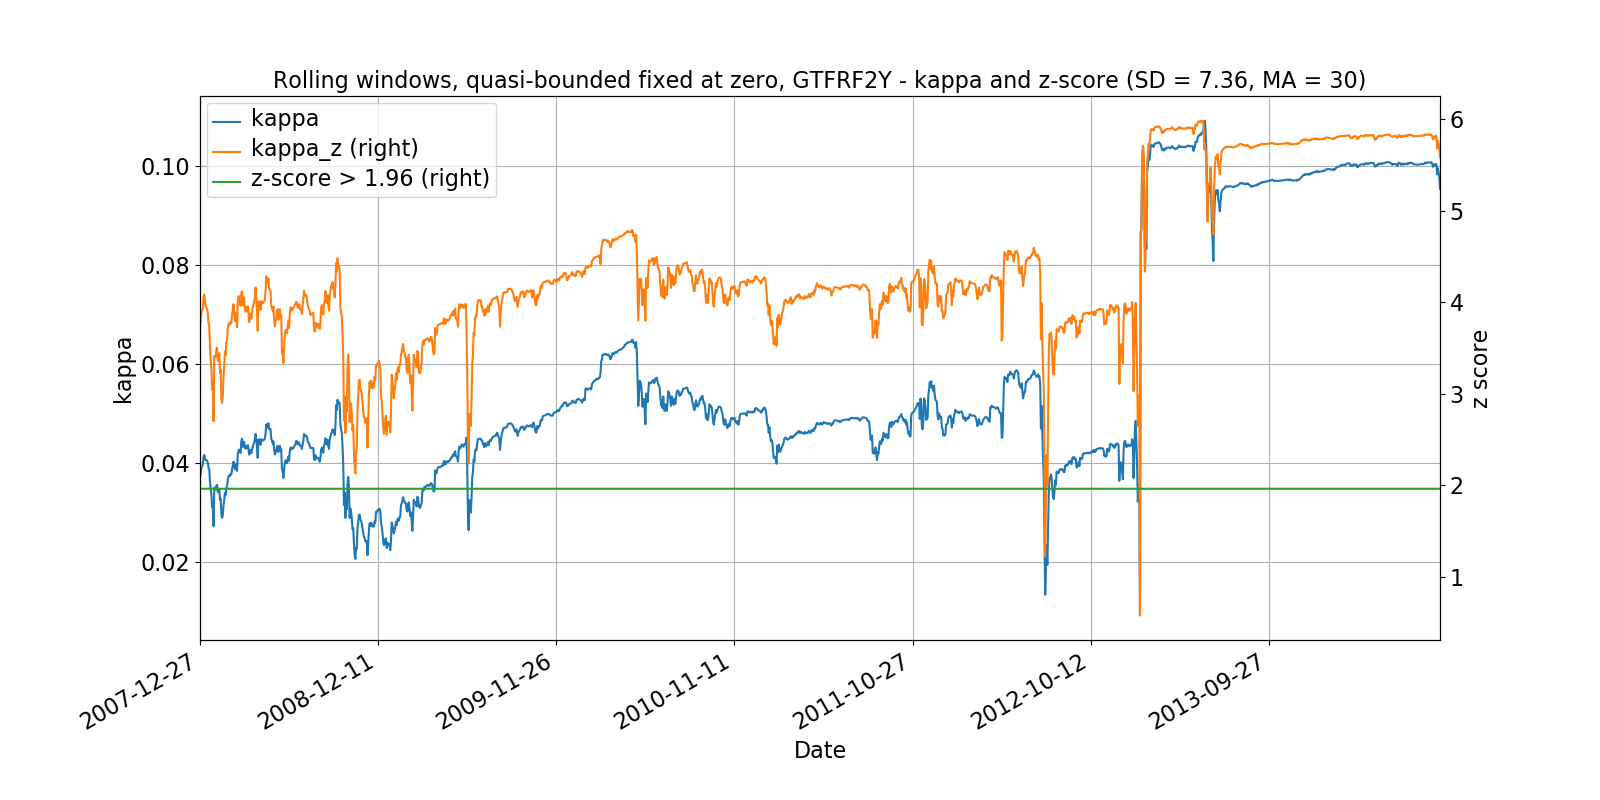 Rolling windows, quasi-bounded fixed at zero, GTFRF2Y - kappa and z-score (SD = 7.36, MA = 30)
kappa
kappa_z (right)
z-score > 1.96 (right)
0.10
0.08
0.06
0.04
0.02
kappa
6
5
4
3
2
1
z score
2007-12-27
2008-12-11
2009-11-26
2010-11-11
2011-10-27
2012-10-12
2013-09-27
Date